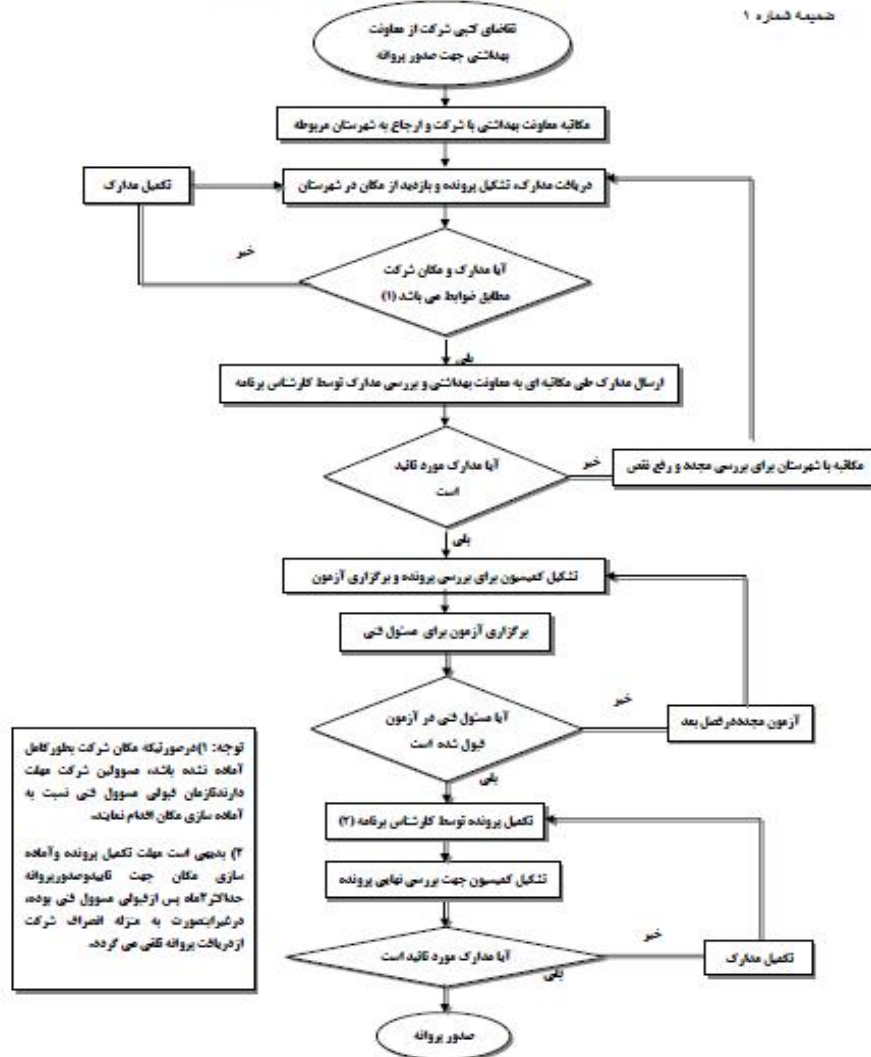 ضمیمه شماره ۱
تقاضای کتبی شرکت از معاونت
بهداشتی جهت صدور پروانه
مکاتبه معاونت بهداشتی با شرکت و ارجاع به شهرستان مربوطه
دریافت مدارک، تشکیل پرونده و بازدید از مکان در شهرستان
تکمیل مدارک
خیر
آیا مدارک و مکان شرکت
مطابق ضوابط می باشد (۱)
بلی
ارسال مدارک طی مکاتبه ای به معاونت بهداشتی و بررسی مدارک توسط کارشناس برنامه
آیا مدارک مورد تائید
است
خیر
مکاتبه با شهرستان برای بررسی مجدد و رفع نقص
بلی
تشکیل کمیسیون برای بررسی پرونده و برگزاری آزمون
برگزاری آزمون برای مسئول فنی
آیا مسئول فنی در آزمون
قبول شده است
خیر
آزمون مجدددرفصل بعد
بلی
تکمیل پرونده توسط کارشناس برنامه (۲)
تشکیل کمیسیون جهت بررسی نهایی پرونده
آیا مدارک مورد تائید است
خیر
تکمیل مدارک
بلی
صدور پروانه
توجه: ۱)درصورتیکه مکان شرکت بطورکامل
آماده نشده باشد، مسوولین شرکت مهلت
دارندتازمان قبولی مسوول فنی نسبت به
آماده سازی مکان اقدام نمایند.
۲) بدیهی است مهلت تکمیل پرونده وآماده
سازی مکان جهت تاییدوصدورپروانه
حداکثر۲ماه پس ازقبولی مسوول فنی بوده،
درغیراینصورت به منزله انصراف شرکت
ازدریافت پروانه تلقی می گردد.